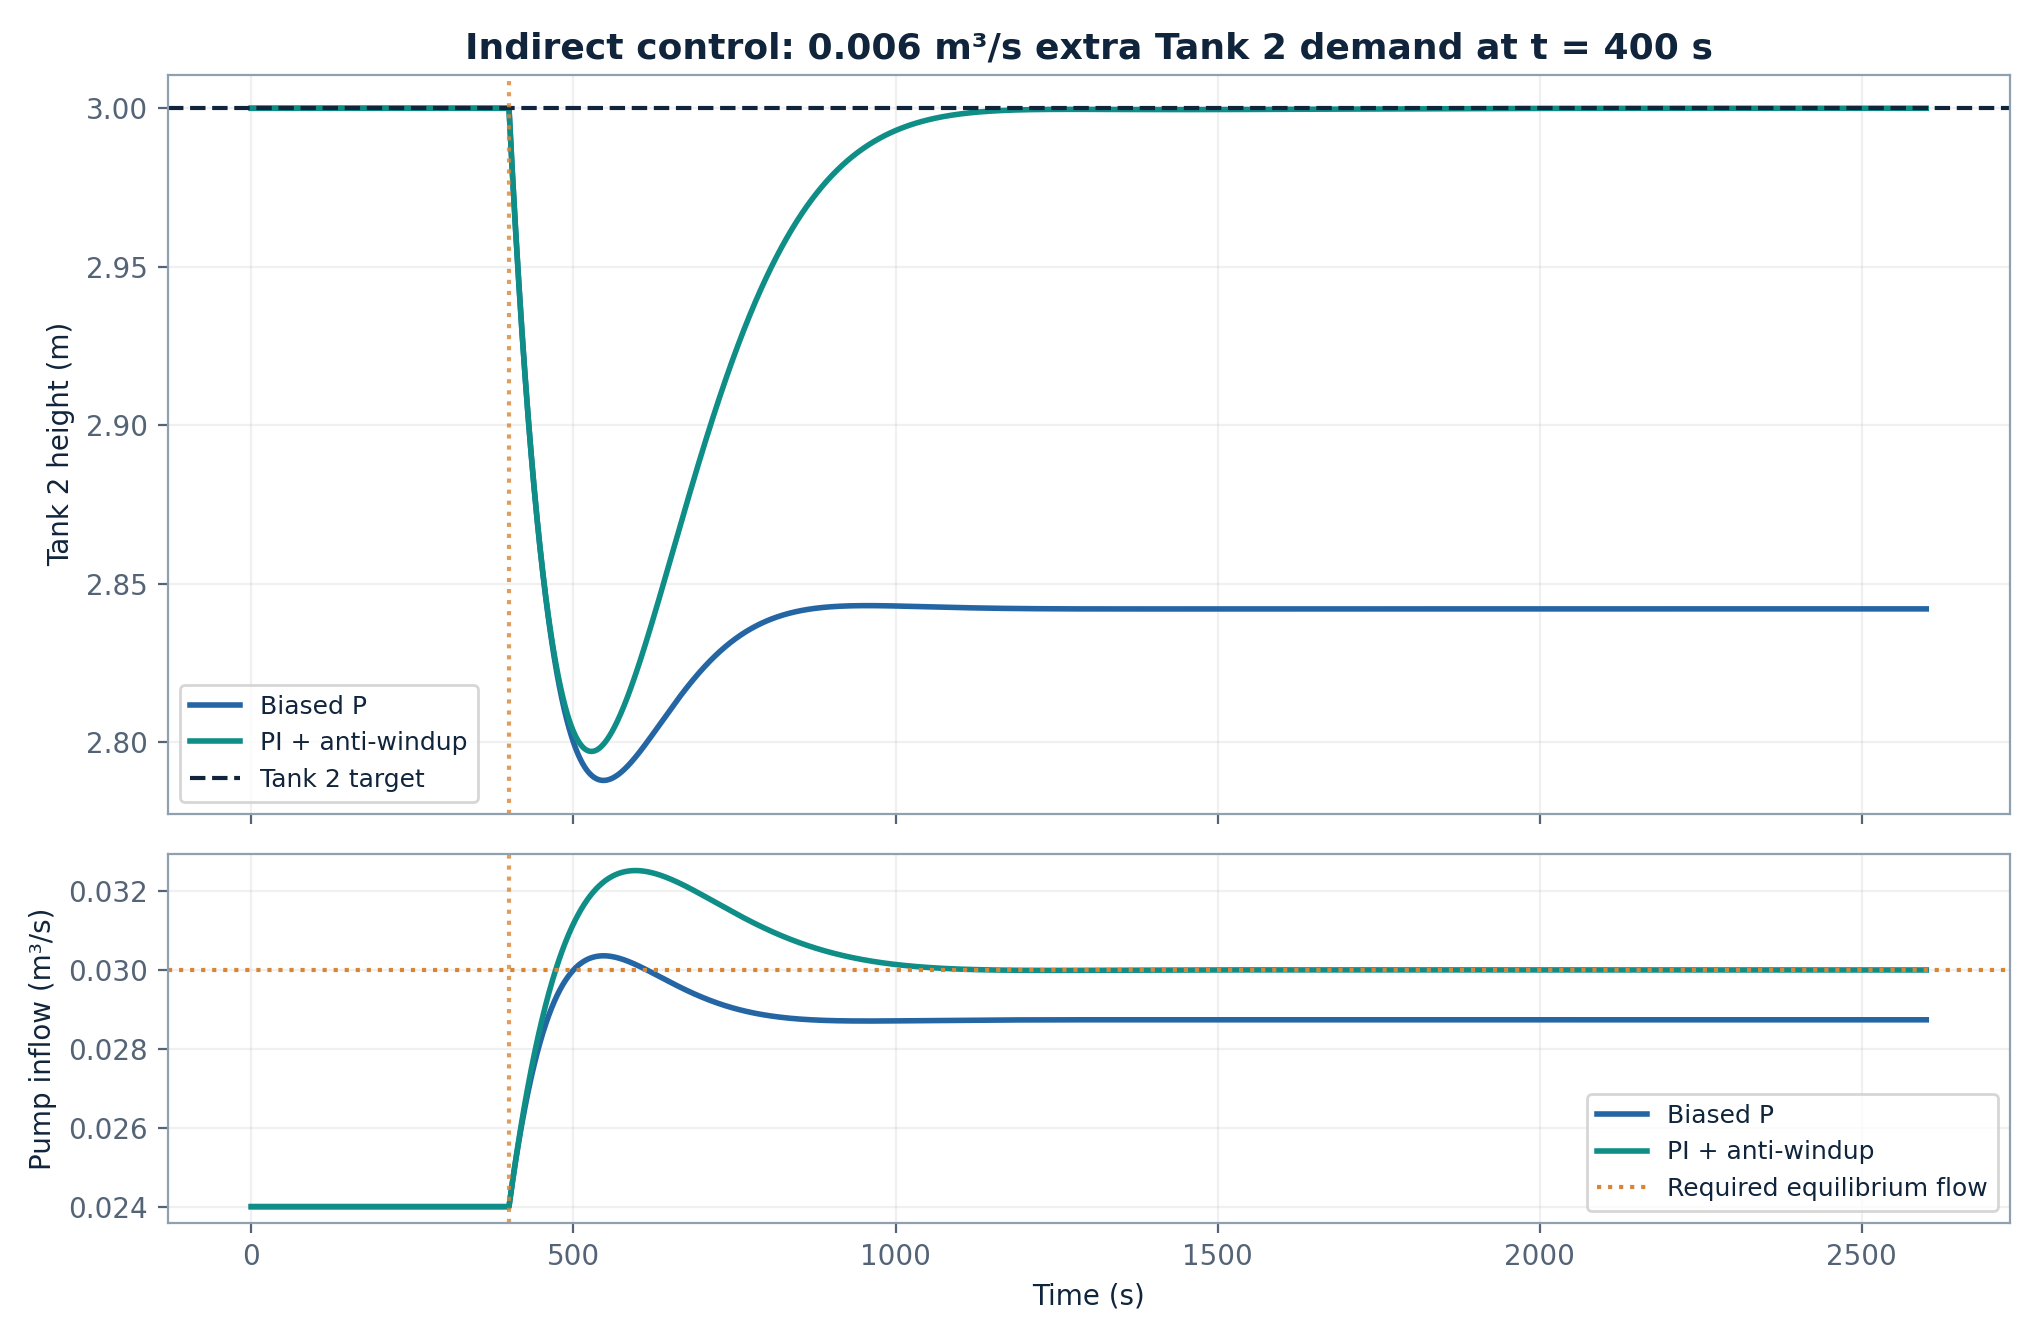 Indirect control: 0.006 m³/s extra Tank 2 demand at t = 400 s
Tank 2 height (m)
3.00
2.95
2.90
2.85
2.80
Biased P
PI + anti-windup
Tank 2 target
Pump inflow (m³/s)
0.032
0.030
0.028
0.026
0.024
Biased P
PI + anti-windup
Required equilibrium flow
0 500 1000 1500 2000 2500
Time (s)